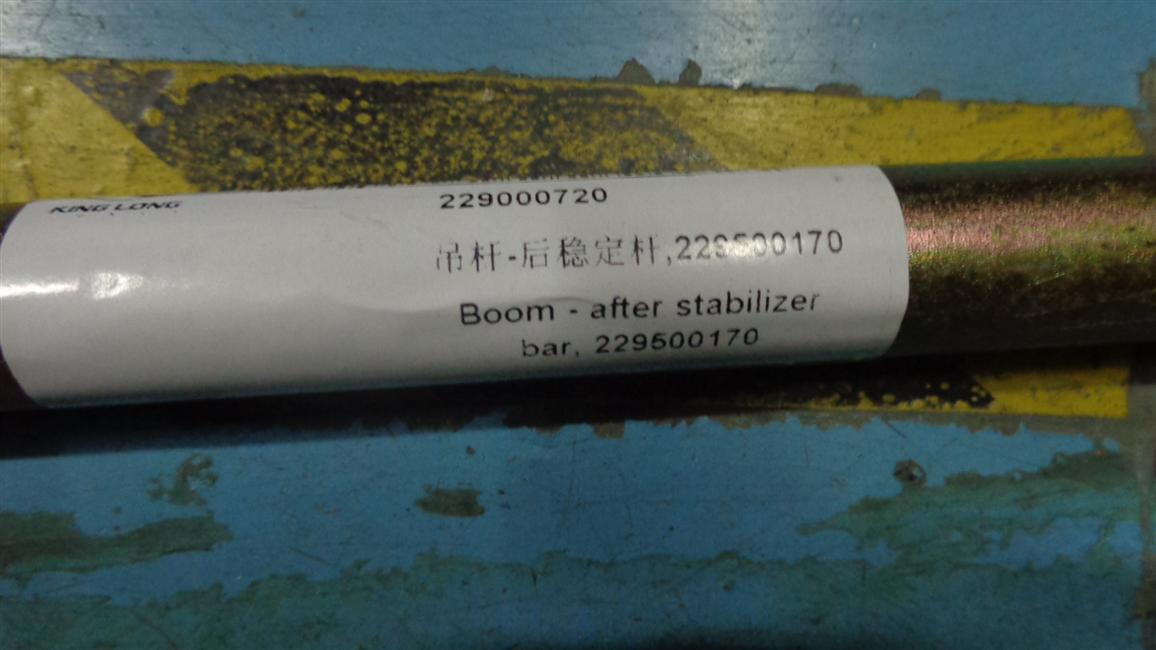 KING LONG
229000720
吊杆-后稳定杆,229500170
Boom - after stabilizer
bar, 229500170